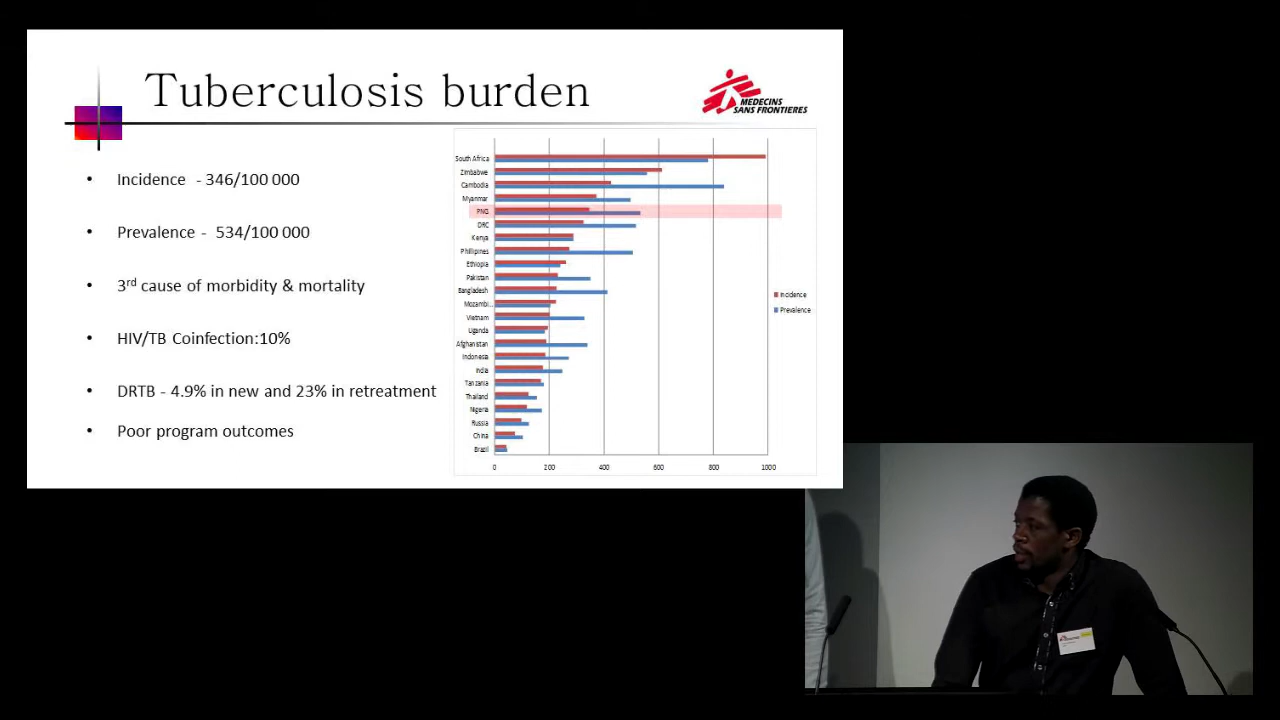 Tuberculosis burden
MEDECINS
SANS FRONTIERES
• Incidence - 346/100 000
• Prevalence - 534/100 000
• 3rd cause of morbidity & mortality
• HIV/TB Coinfection:10%
• DRTB - 4.9% in new and 23% in retreatment
• Poor program outcomes
South Africa
Zimbabwe
Cambodia
Myanmar
PNG
DRC
Kenya
Phillipines
Ethiopia
Pakistan
Bangladesh
Mozambi..
Vietnam
Uganda
Afghanistan
Indonesia
India
Tanzania
Thailand
Nigeria
Russia
China
Brazil
0 200 400 600 800 1000
Incidence
Prevalence